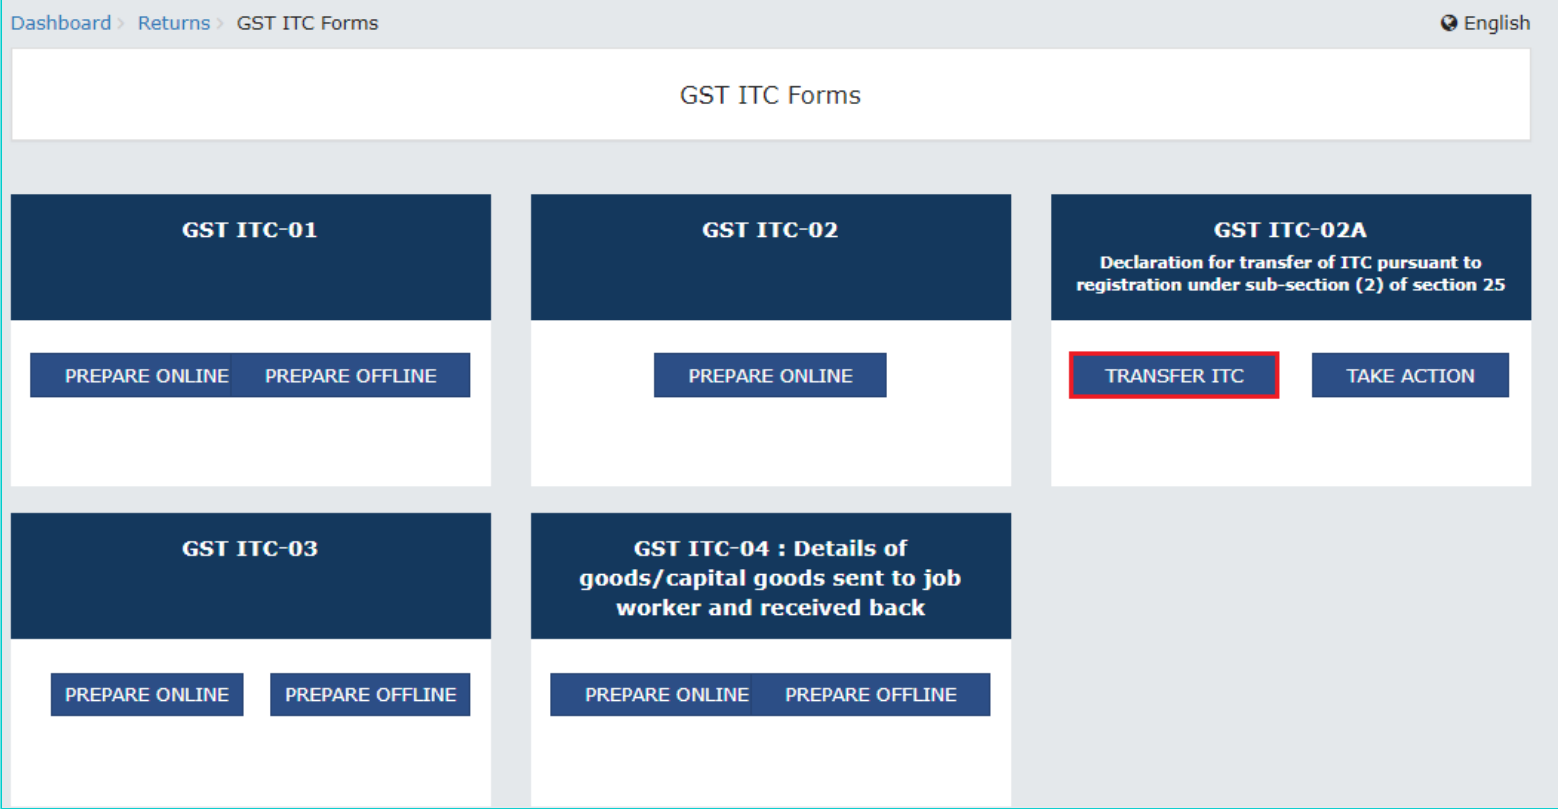 Dashboard > Returns > GST ITC Forms
English
GST ITC Forms
GST ITC-01
PREPARE ONLINE
PREPARE OFFLINE
GST ITC-02
PREPARE ONLINE
GST ITC-02A
Declaration for transfer of ITC pursuant to
registration under sub-section (2) of section 25
TRANSFER ITC
TAKE ACTION
GST ITC-03
PREPARE ONLINE
PREPARE OFFLINE
GST ITC-04 : Details of
goods/capital goods sent to job
worker and received back
PREPARE ONLINE
PREPARE OFFLINE